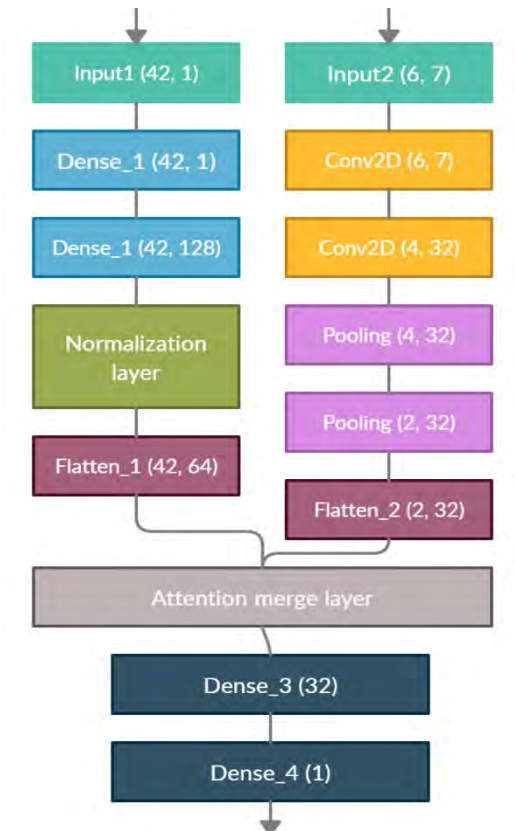 Input1 (42, 1)
Dense_1 (42, 1)
Dense_1 (42, 128)
Normalization
layer
Flatten_1 (42, 64)
Input2 (6, 7)
Conv2D (6, 7)
Conv2D (4, 32)
Pooling (4, 32)
Pooling (2, 32)
Flatten_2 (2, 32)
Attention merge layer
Dense_3 (32)
Dense_4 (1)